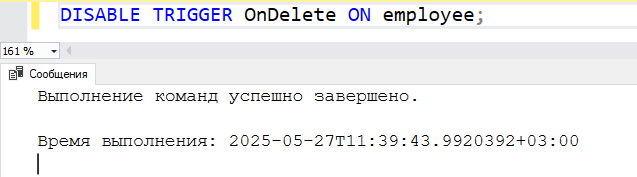 DISABLE TRIGGER OnDelete ON employee;
161 %
Сообщения
Выполнение команд успешно завершено.
Время выполнения: 2025-05-27T11:39:43.9920392+03:00